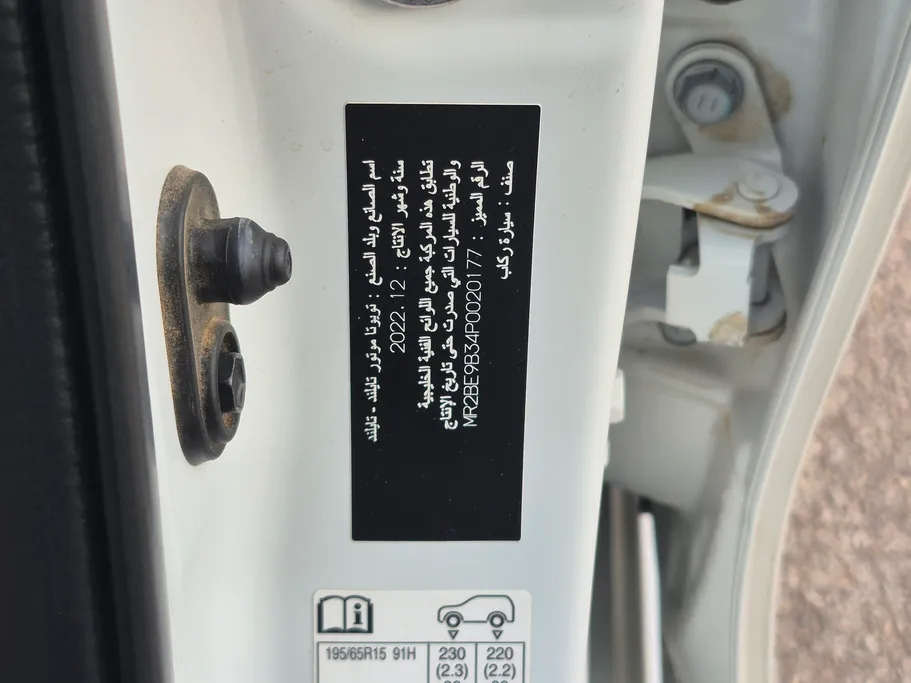 اسم الصانع وبلد الصنع : تويوتا موتور تايلند - تايلند
سنة وشهر الانتاج : 2022.12
تطابق هذه المركبة جميع اللوائح الفنية الخليجية
والوطنية للسيارات التي صدرت حتى تاريخ الإنتاج
الرقم المميز : MR2BE9B34P0020177
صنف : سيارة ركاب
195/65R15 91H 230 220
(2.3) (2.2)